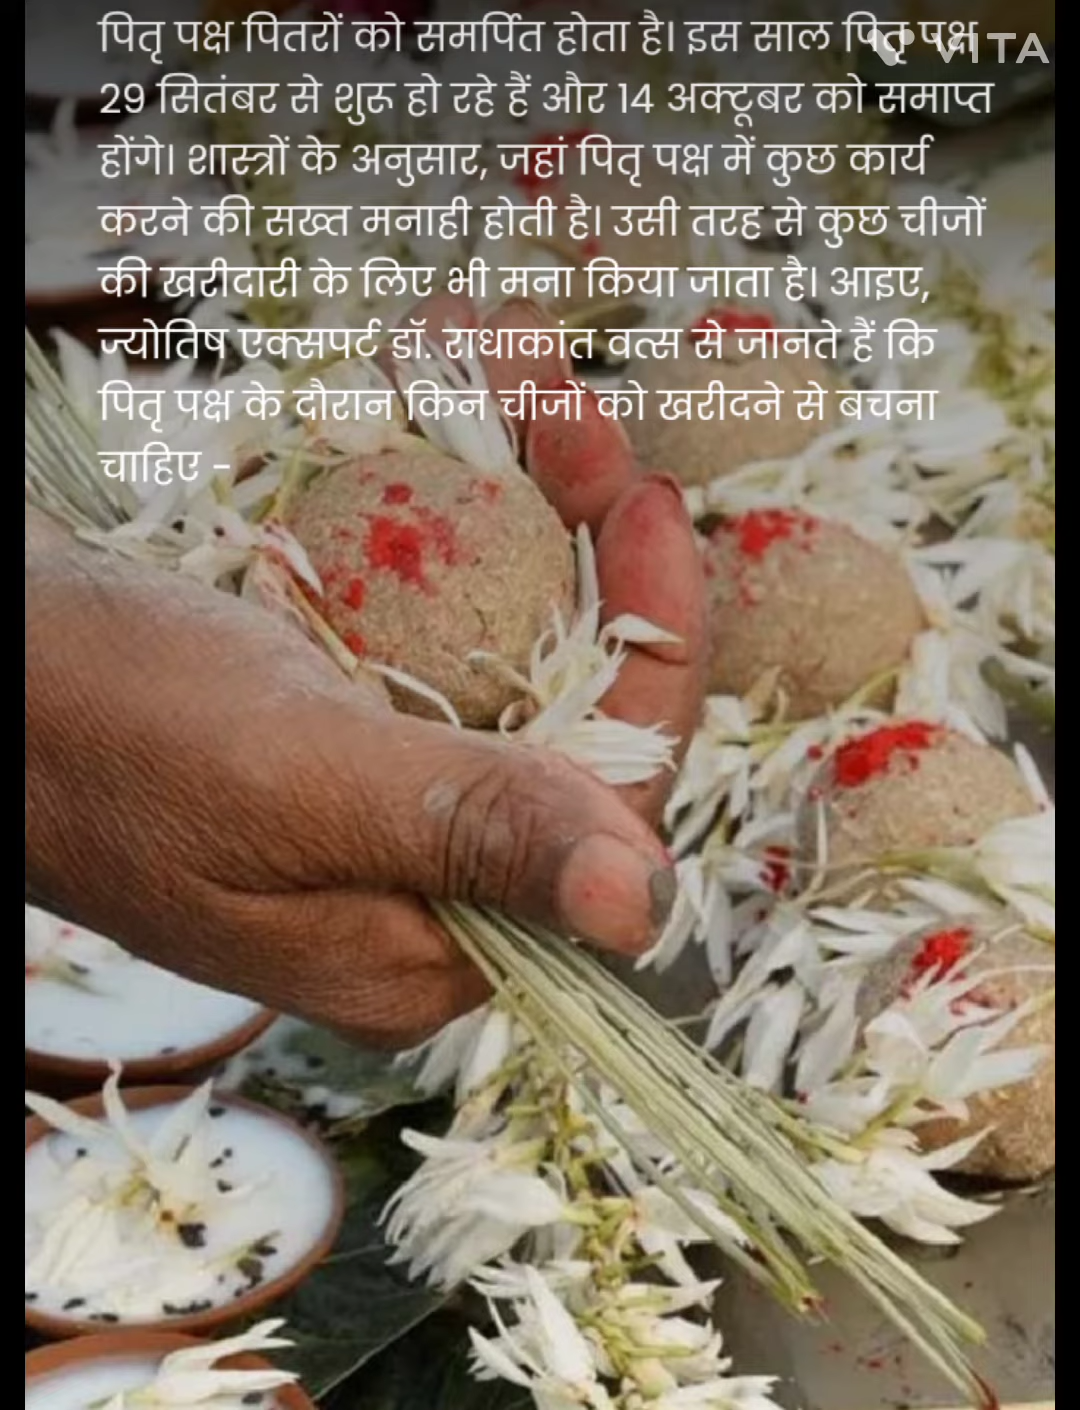 पितृ पक्ष पितरों को समर्पित होता है। इस साल पितृ पक्ष
VITA
29 सितंबर से शुरू हो रहे हैं और 14 अक्टूबर को समाप्त
होंगे। शास्त्रों के अनुसार, जहां पितृ पक्ष में कुछ कार्य
करने की सख्त मनाही होती है। उसी तरह से कुछ चीजों
की खरीदारी के लिए भी मना किया जाता है। आइए,
ज्योतिष एक्सपर्ट डॉ. राधाकांत वत्स से जानते हैं कि
पितृ पक्ष के दौरान किन चीजों को खरीदने से बचना
चाहिए -